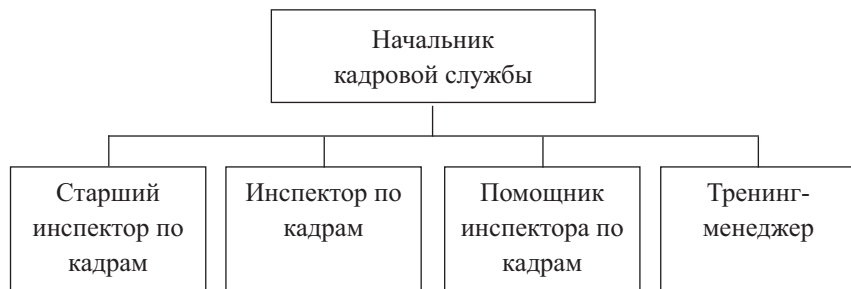 Начальник
кадровой службы
Старший
инспектор по
кадрам
Инспектор по
кадрам
Помощник
инспектора по
кадрам
Тренинг-
менеджер